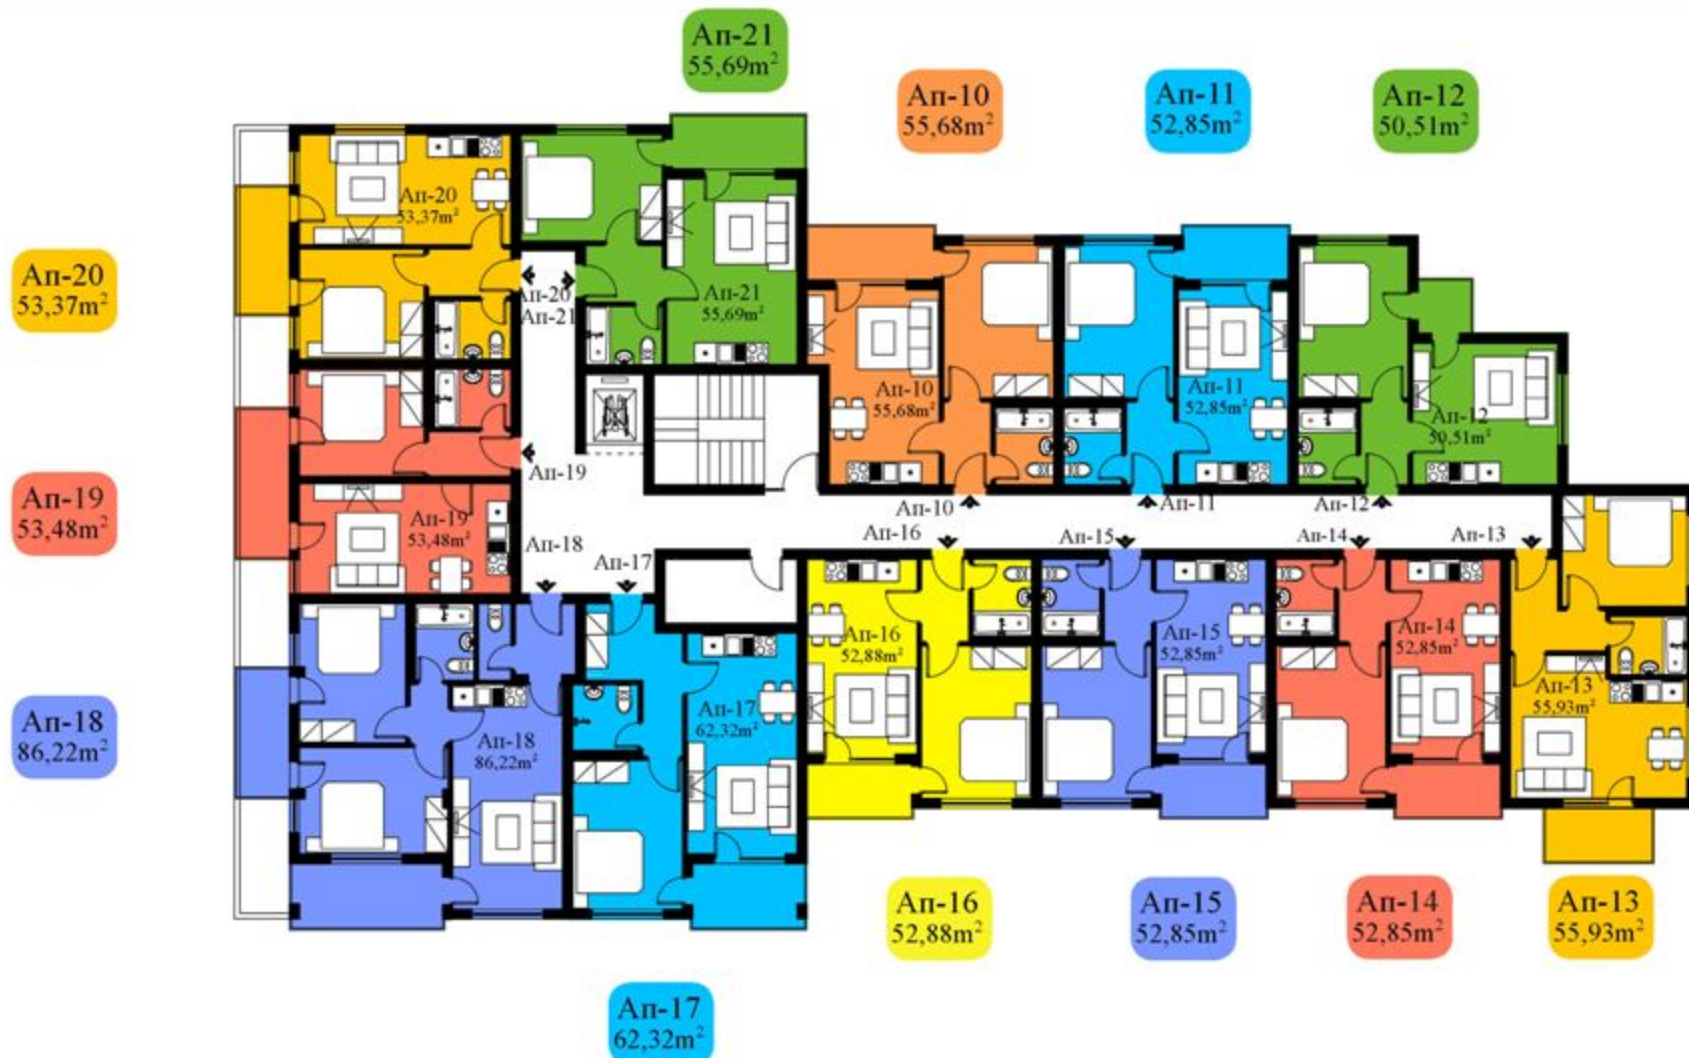 Ап-21
55,69m²
Ап-10
55,68m²
Ап-11
52,85m²
Ап-12
50,51m²
Ап-20
53,37m²
Ап-20
53,37m²
Ап-20
Ап-21
Ап-21
55,69m²
Ап-10
55,68m²
Ап-11
52,85m²
Ап-12
50,51m²
Ап-19
53,48m²
Ап-19
Ап-19
53,48m²
Ап-18
Ап-17
Ап-10
Ап-11
Ап-12
Ап-16
Ап-15
Ап-14
Ап-13
Ап-18
86,22m²
Ап-18
86,22m²
Ап-17
62,32m²
Ап-16
52,88m²
Ап-15
52,85m²
Ап-14
52,85m²
Ап-13
55,93m²
Ап-16
52,88m²
Ап-15
52,85m²
Ап-14
52,85m²
Ап-13
55,93m²
Ап-17
62,32m²